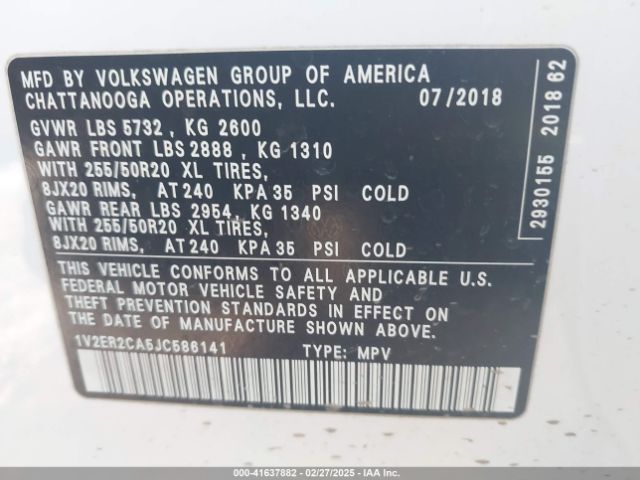 MFD BY VOLKSWAGEN GROUP OF AMERICA
CHATTANOOGA OPERATIONS, LLC. 07/2018
GVWR LBS 5732 , KG 2600
GAWR FRONT LBS 2888 , KG 1310
WITH 255/50R20 XL TIRES,
8JX20 RIMS, AT 240 KPA 35 PSI COLD
GAWR REAR LBS 2954, KG 1340
WITH 255/50R20 XL TIRES,
8JX20 RIMS, AT 240 KPA 35 PSI COLD
THIS VEHICLE CONFORMS TO ALL APPLICABLE U.S.
FEDERAL MOTOR VEHICLE SAFETY AND
THEFT PREVENTION STANDARDS IN EFFECT ON
THE DATE OF MANUFACTURE SHOWN ABOVE.
1V2ER2CA5JC586141 TYPE: MPV
2930155 2018 62
000-41637882 - 02/27/2025 - IAA Inc.